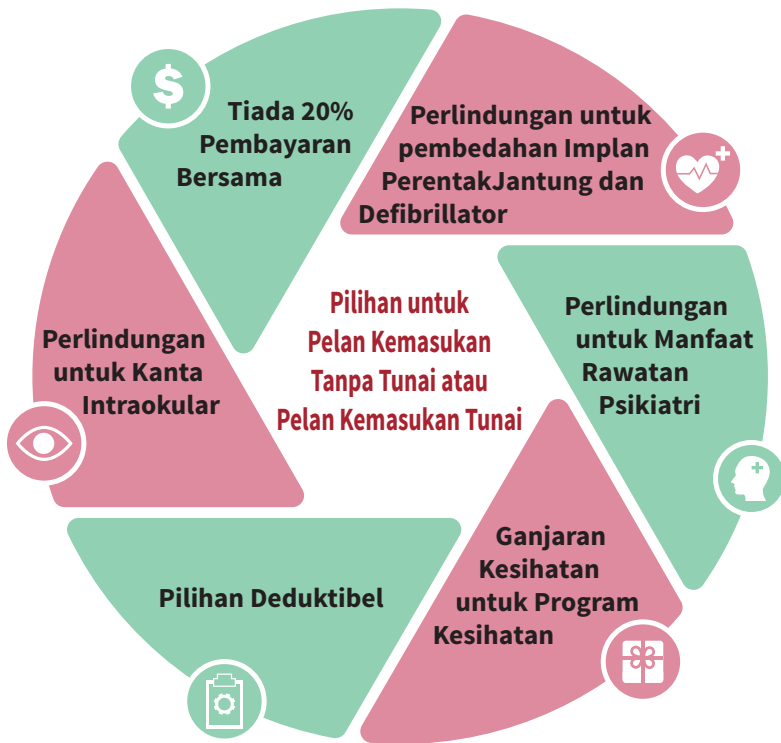 Tiada 20%
Pembayaran
Bersama
Perlindungan untuk
pembedahan Implan
PerentakJantung dan
Defibrillator
Perlindungan
untuk Manfaat
Rawatan
Psikiatri
Ganjaran
Kesihatan
untuk Program
Kesihatan
Pilihan Deduktibel
Perlindungan
untuk Kanta
Intraokular
Pilihan untuk
Pelan Kemasukan
Tanpa Tunai atau
Pelan Kemasukan Tunai
$